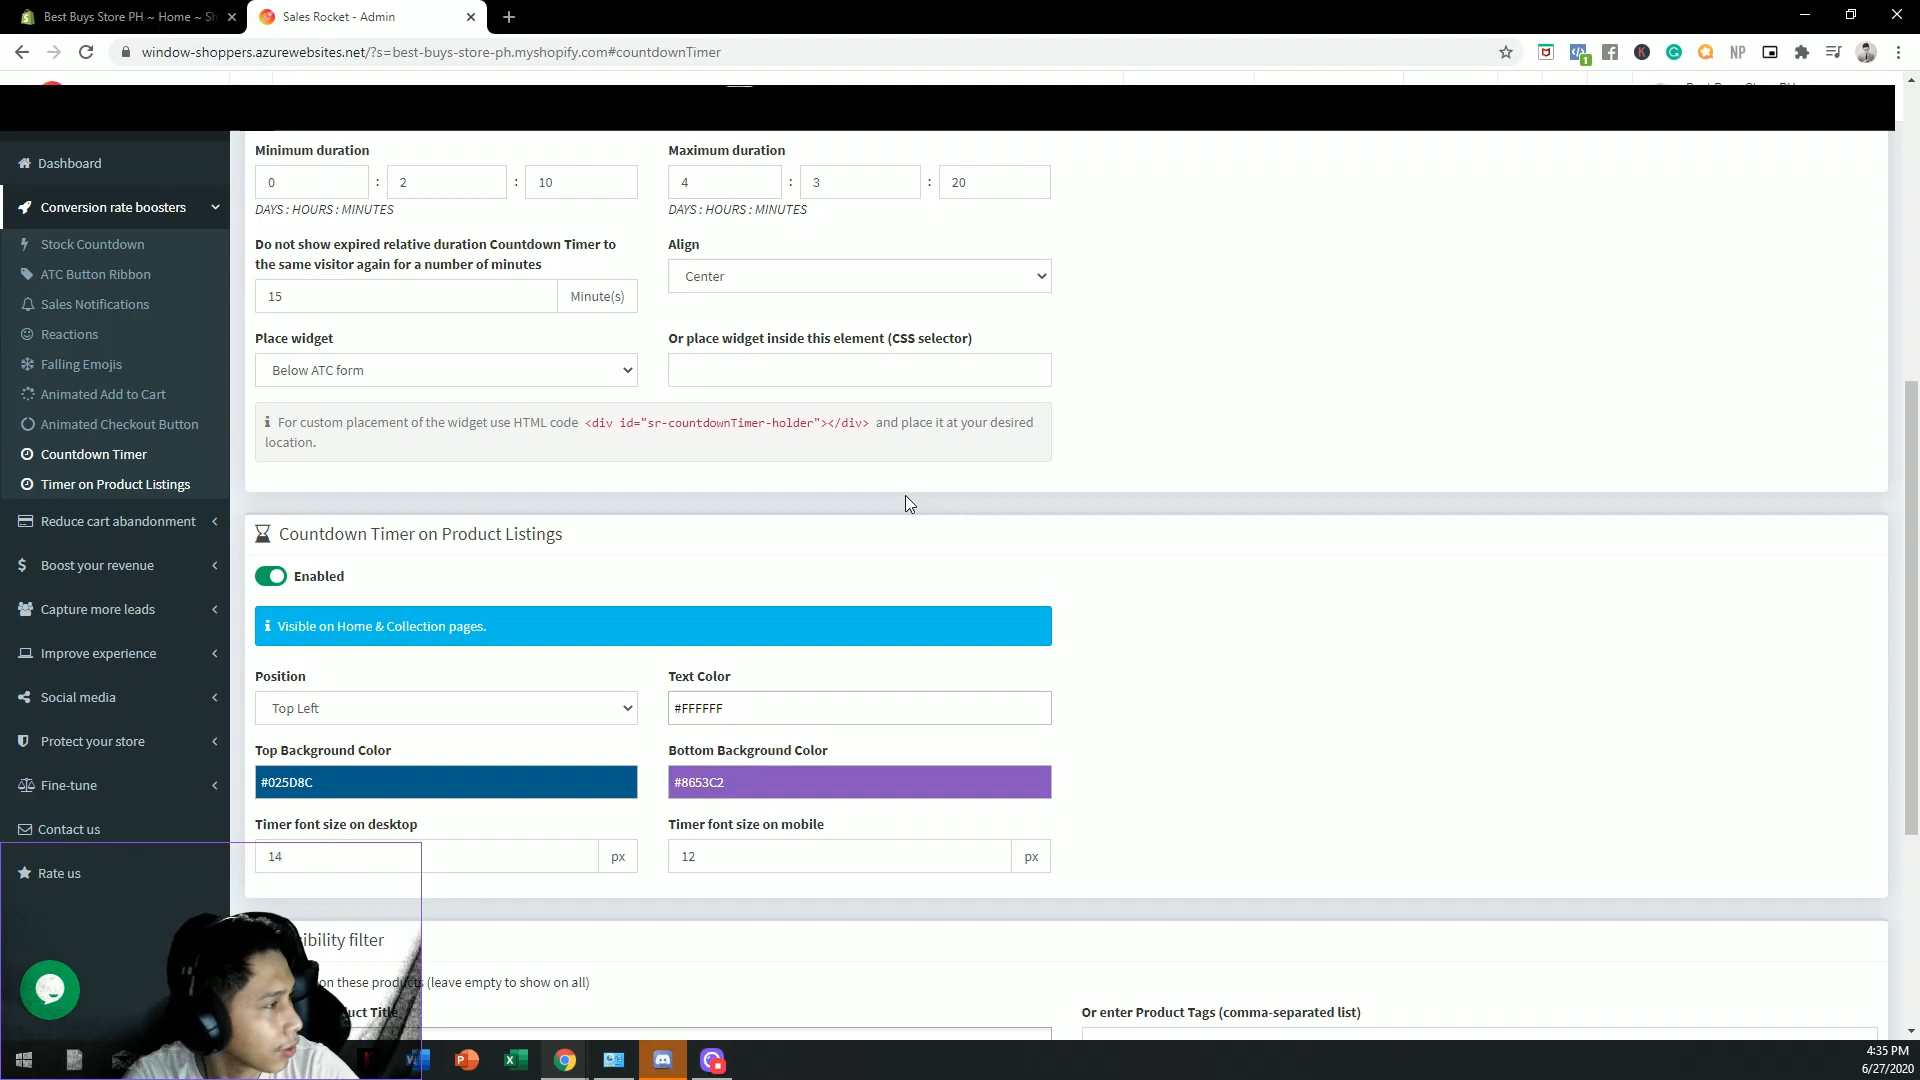 Best Buys Store PH ~ Home ~ Sh
Sales Rocket - Admin
window-shoppers.azurewebsites.net/?s=best-buys-store-ph.myshopify.com#countdownTimer
1
NP
Dashboard
Conversion rate boosters
Stock Countdown
ATC Button Ribbon
Sales Notifications
Reactions
Falling Emojis
Animated Add to Cart
Animated Checkout Button
Countdown Timer
Timer on Product Listings
Reduce cart abandonment
Boost your revenue
Capture more leads
Improve experience
Social media
Protect your store
Fine-tune
Contact us
Rate us
Minimum duration
Maximum duration
0 : 2 : 10
4 : 3 : 20
DAYS : HOURS : MINUTES
DAYS : HOURS : MINUTES
Do not show expired relative duration Countdown Timer to
the same visitor again for a number of minutes
Align
15 Minute(s)
Center
Place widget
Or place widget inside this element (CSS selector)
Below ATC form
For custom placement of the widget use HTML code <div id="sr-countdownTimer-holder"></div> and place it at your desired
location.
Countdown Timer on Product Listings
Enabled
Visible on Home & Collection pages.
Position
Text Color
Top Left
#FFFFFF
Top Background Color
Bottom Background Color
#025D8C
#8653C2
Timer font size on desktop
Timer font size on mobile
14 px
12 px
ibility filter
on these products (leave empty to show on all)
uct Title
Or enter Product Tags (comma-separated list)
4:35 PM
6/27/2020